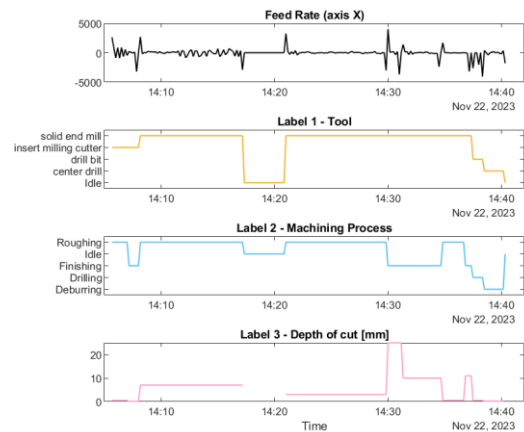 Feed Rate (axis X)
5000
0
-5000
14:10 14:20 14:30 14:40
Nov 22, 2023
Label 1 - Tool
solid end mill
insert milling cutter
drill bit
center drill
Idle
14:10 14:20 14:30 14:40
Nov 22, 2023
Label 2 - Machining Process
Roughing
Idle
Finishing
Drilling
Deburring
14:10 14:20 14:30 14:40
Nov 22, 2023
Label 3 - Depth of cut [mm]
20
10
0
14:10 14:20 14:30 14:40
Time
Nov 22, 2023